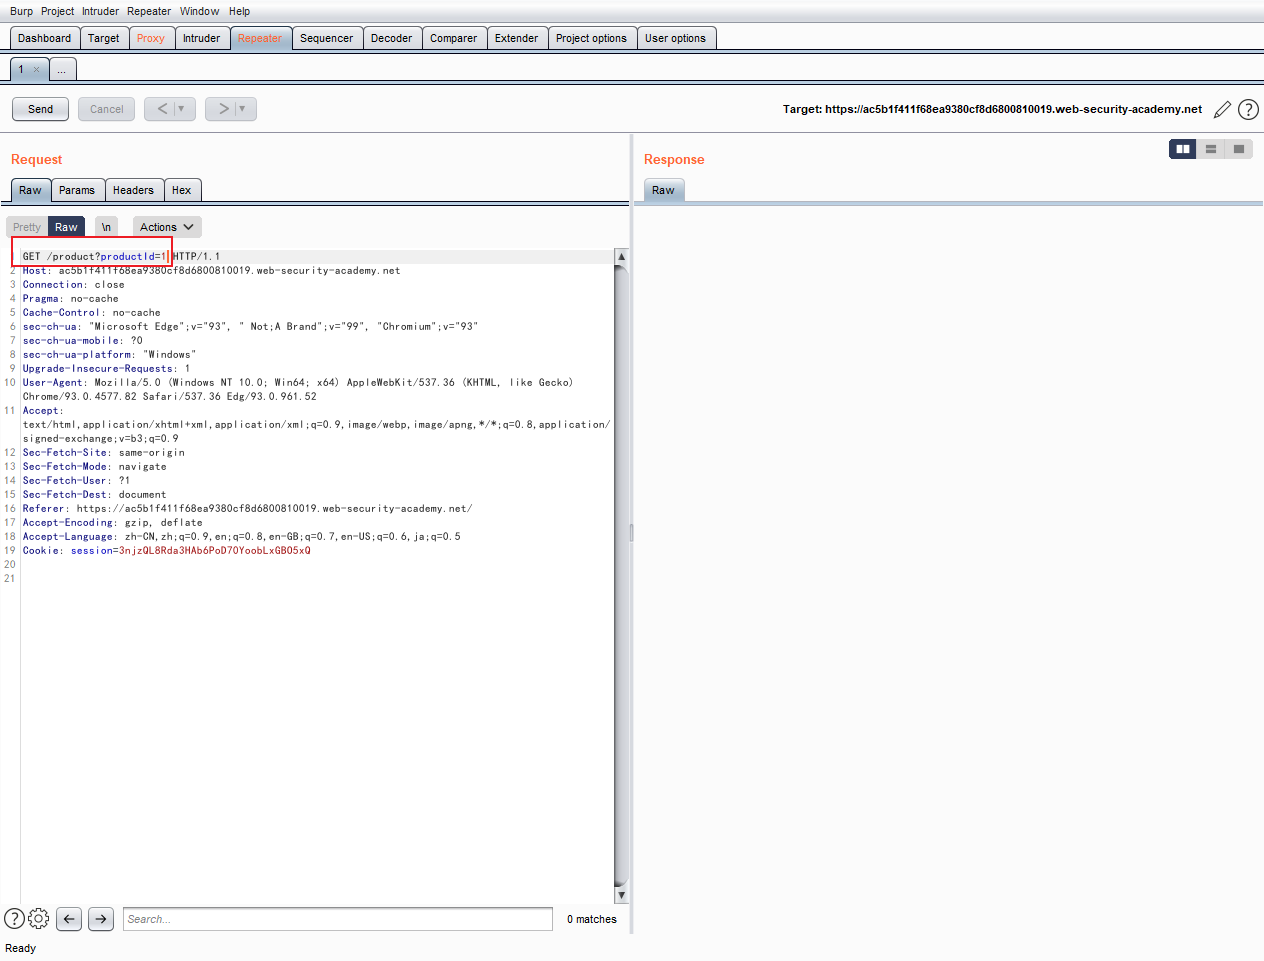 Burp Project Intruder Repeater Window Help
Dashboard Target Proxy Intruder Repeater Sequencer Decoder Comparer Extender Project options User options
1 × ...
Send Cancel < ▼ > ▼ Target: https://ac5b1f411f68ea9380cf8d6800810019.web-security-academy.net ?
Request
Response
Raw Params Headers Hex
Raw
Pretty Raw \n Actions
1 GET /product?productId=1 HTTP/1.1
2 Host: ac5b1f411f68ea9380cf8d6800810019.web-security-academy.net
3 Connection: close
4 Pragma: no-cache
5 Cache-Control: no-cache
6 sec-ch-ua: "Microsoft Edge";v="93", " Not;A Brand";v="99", "Chromium";v="93"
7 sec-ch-ua-mobile: ?0
8 sec-ch-ua-platform: "Windows"
9 Upgrade-Insecure-Requests: 1
10 User-Agent: Mozilla/5.0 (Windows NT 10.0; Win64; x64) AppleWebKit/537.36 (KHTML, like Gecko)
Chrome/93.0.4577.82 Safari/537.36 Edg/93.0.961.52
11 Accept:
text/html,application/xhtml+xml,application/xml;q=0.9,image/webp,image/apng,*/*;q=0.8,application/
signed-exchange;v=b3;q=0.9
12 Sec-Fetch-Site: same-origin
13 Sec-Fetch-Mode: navigate
14 Sec-Fetch-User: ?1
15 Sec-Fetch-Dest: document
16 Referer: https://ac5b1f411f68ea9380cf8d6800810019.web-security-academy.net/
17 Accept-Encoding: gzip, deflate
18 Accept-Language: zh-CN,zh;q=0.9,en;q=0.8,en-GB;q=0.7,en-US;q=0.6,ja;q=0.5
19 Cookie: session=3njzQL8Rda3HAb6PoD70YoobLxGBO5xQ
20
21
? Search... 0 matches
Ready